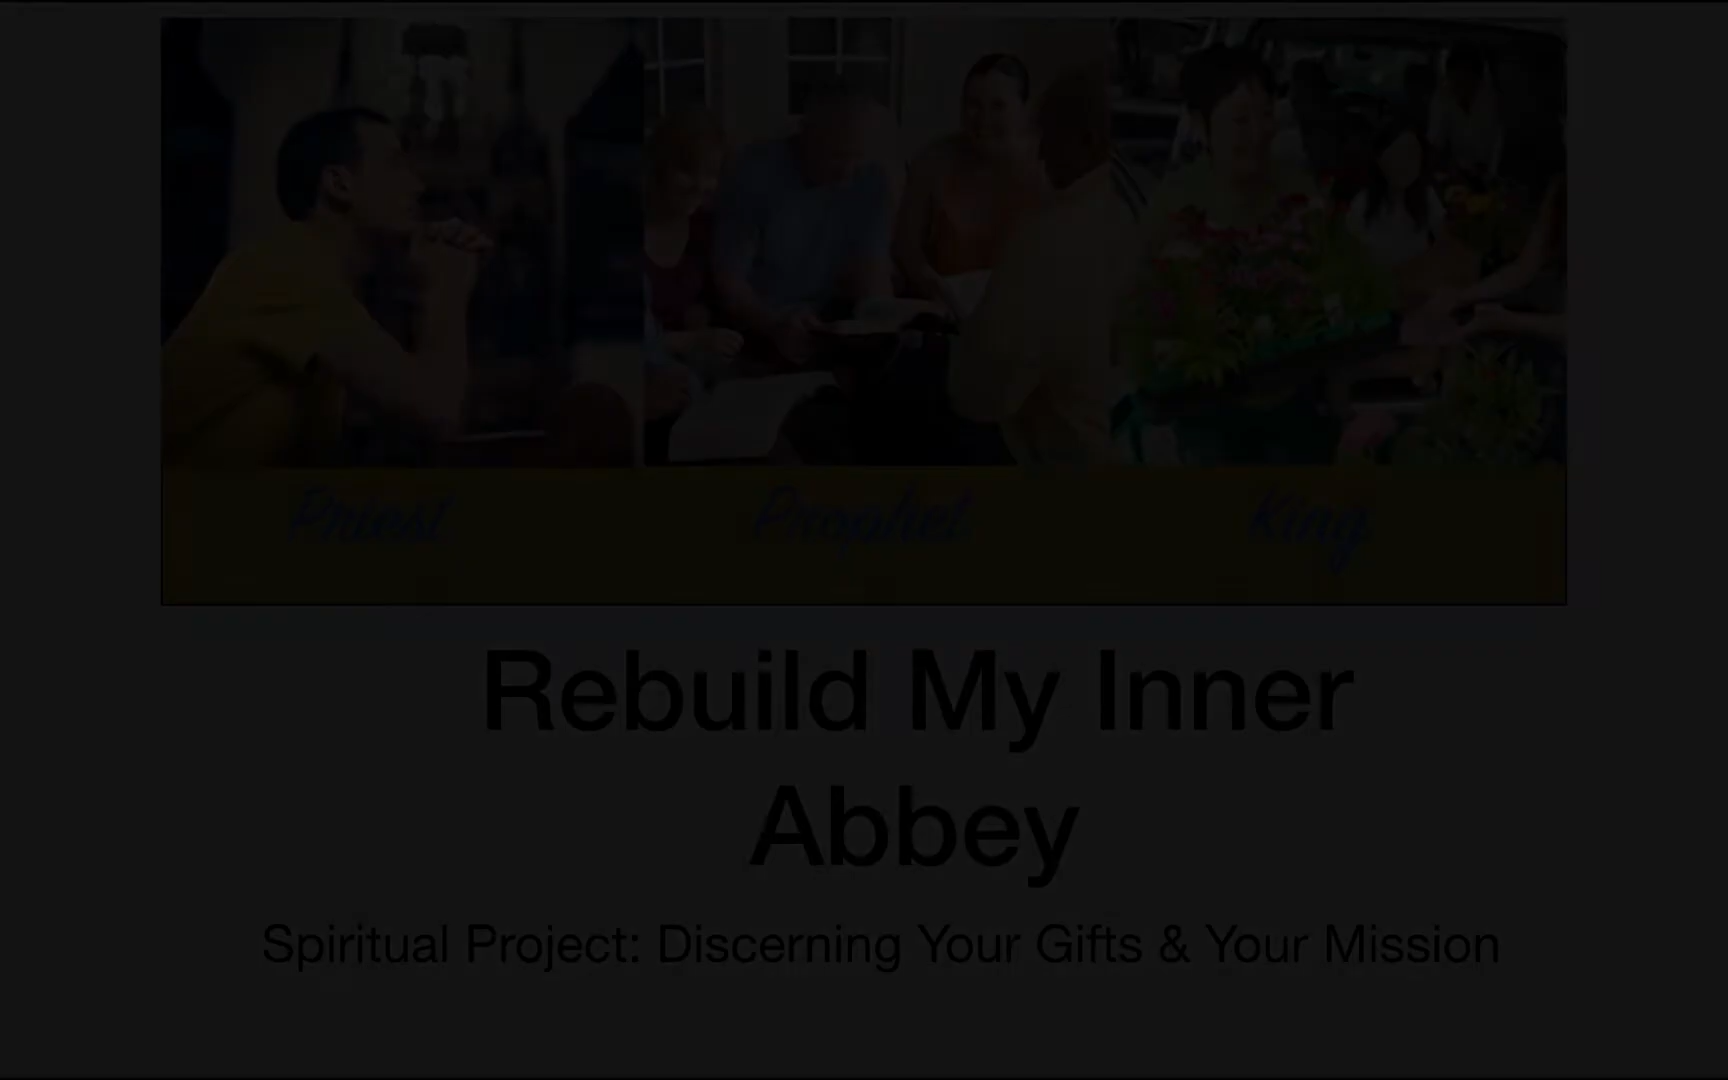 Priest Prophet King
Rebuild My Inner
Abbey
Spiritual Project: Discerning Your Gifts & Your Mission